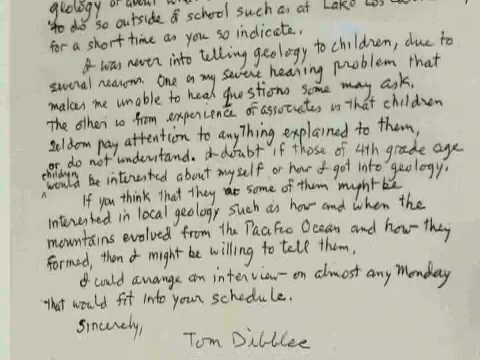 geology or about
to do so outside of school such as at Lake Los
for a short time as you so indicate.
I was never into telling geology to children, due to
several reasons. One is my severe hearing problem that
makes me unable to hear questions some may ask.
The other is from experience of associates is that children
seldom pay attention to anything explained to them,
or do not understand. I doubt if those of 4th grade age
children
would be interested about myself or how I got into geology.
If you think that they or some of them might be
interested in local geology such as how and when the
mountains evolved from the Pacific Ocean and how they
formed, then I might be willing to tell them.
I could arrange an interview on almost any Monday
that would fit into your schedule.
Sincerely,
Tom Dibblee